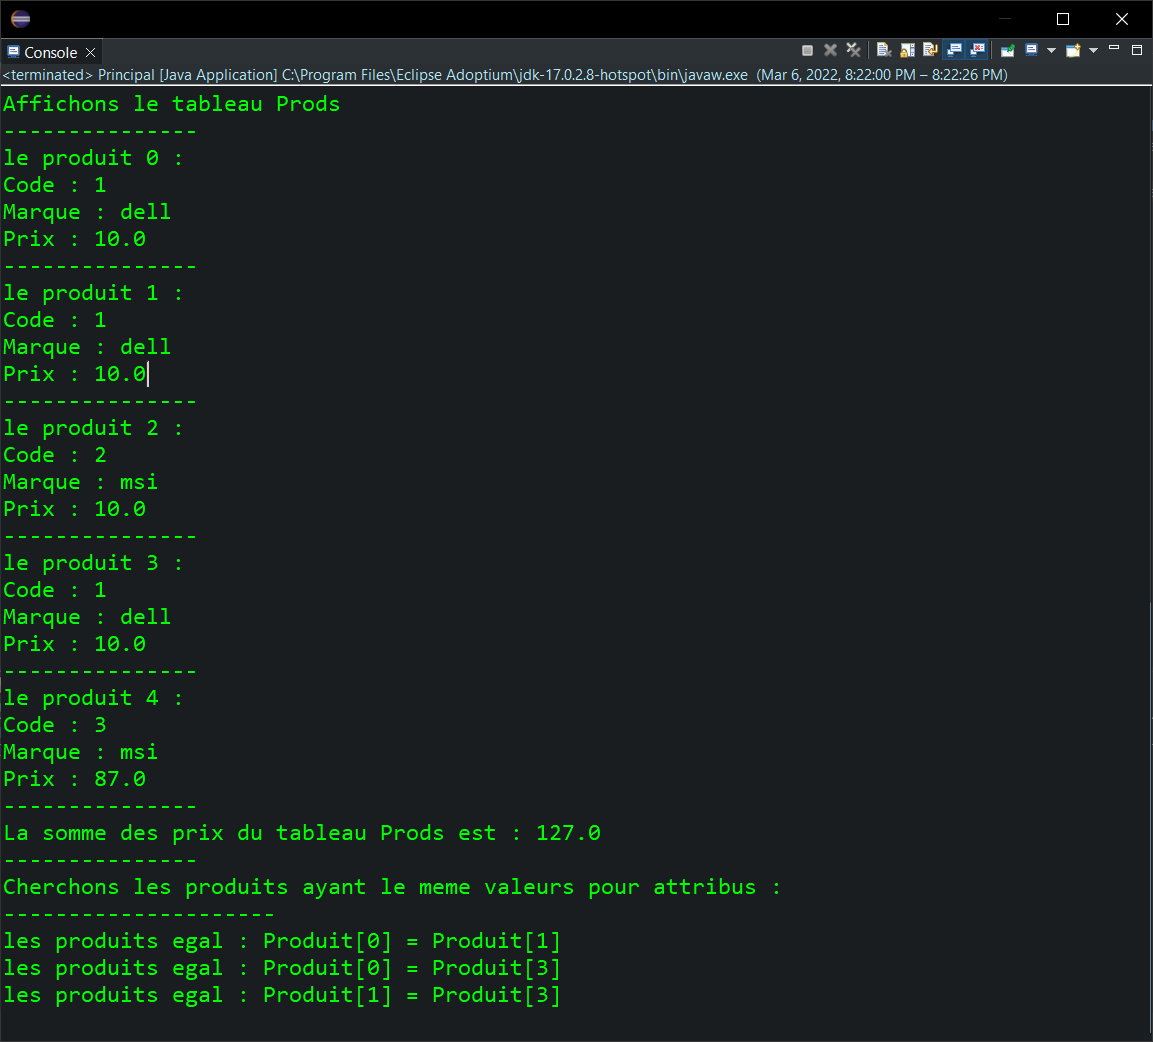 Console
<terminated> Principal [Java Application] C:\Program Files\Eclipse Adoptium\jdk-17.0.2.8-hotspot\bin\javaw.exe (Mar 6, 2022, 8:22:00 PM – 8:22:26 PM)
Affichons le tableau Prods
---------------
le produit 0 :
Code : 1
Marque : dell
Prix : 10.0
---------------
le produit 1 :
Code : 1
Marque : dell
Prix : 10.0
---------------
le produit 2 :
Code : 2
Marque : msi
Prix : 10.0
---------------
le produit 3 :
Code : 1
Marque : dell
Prix : 10.0
---------------
le produit 4 :
Code : 3
Marque : msi
Prix : 87.0
---------------
La somme des prix du tableau Prods est : 127.0
---------------
Cherchons les produits ayant le meme valeurs pour attribus :
---------------------
les produits egal : Produit[0] = Produit[1]
les produits egal : Produit[0] = Produit[3]
les produits egal : Produit[1] = Produit[3]